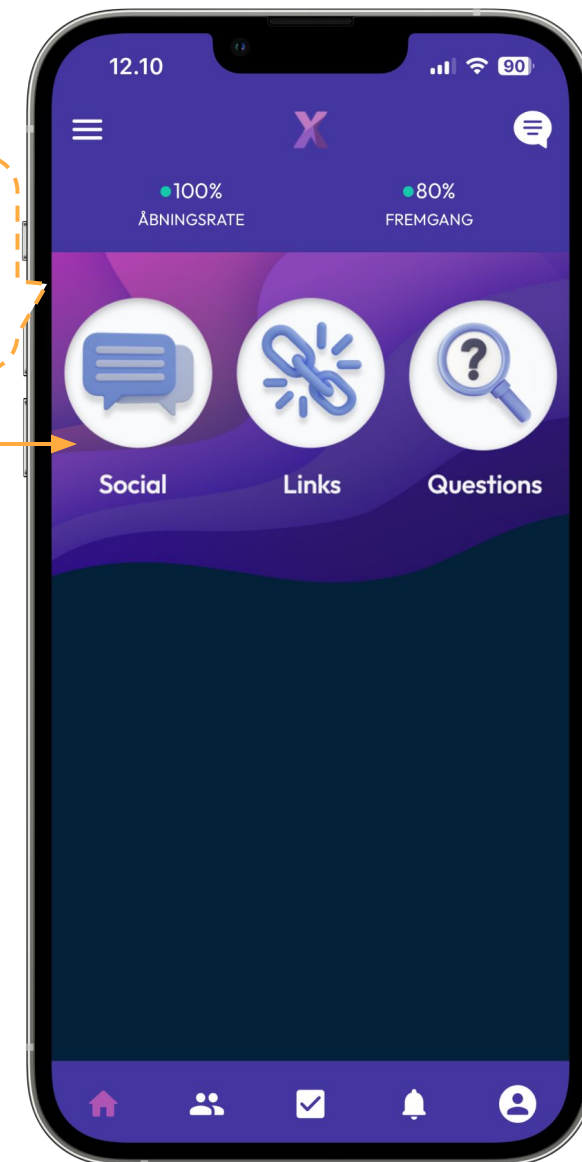 12.10
90
X
100%
80%
ÅBNINGSRATE
FREMGANG
?
Social
Links
Questions